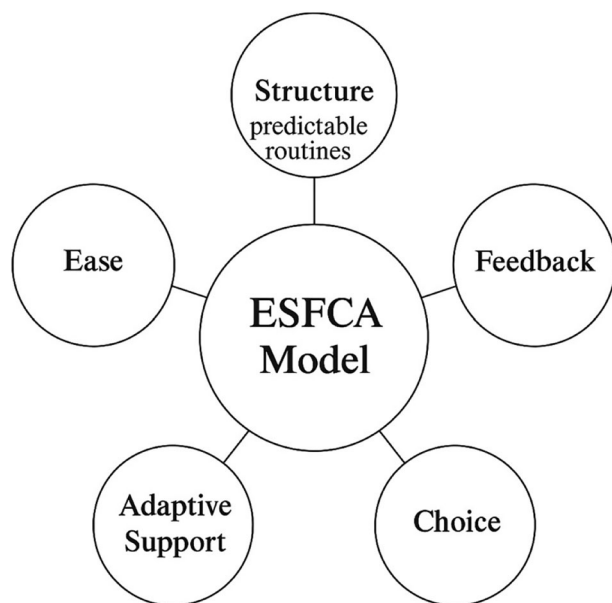 Structure
predictable
routines
Ease
Feedback
ESFCA
Model
Adaptive
Support
Choice